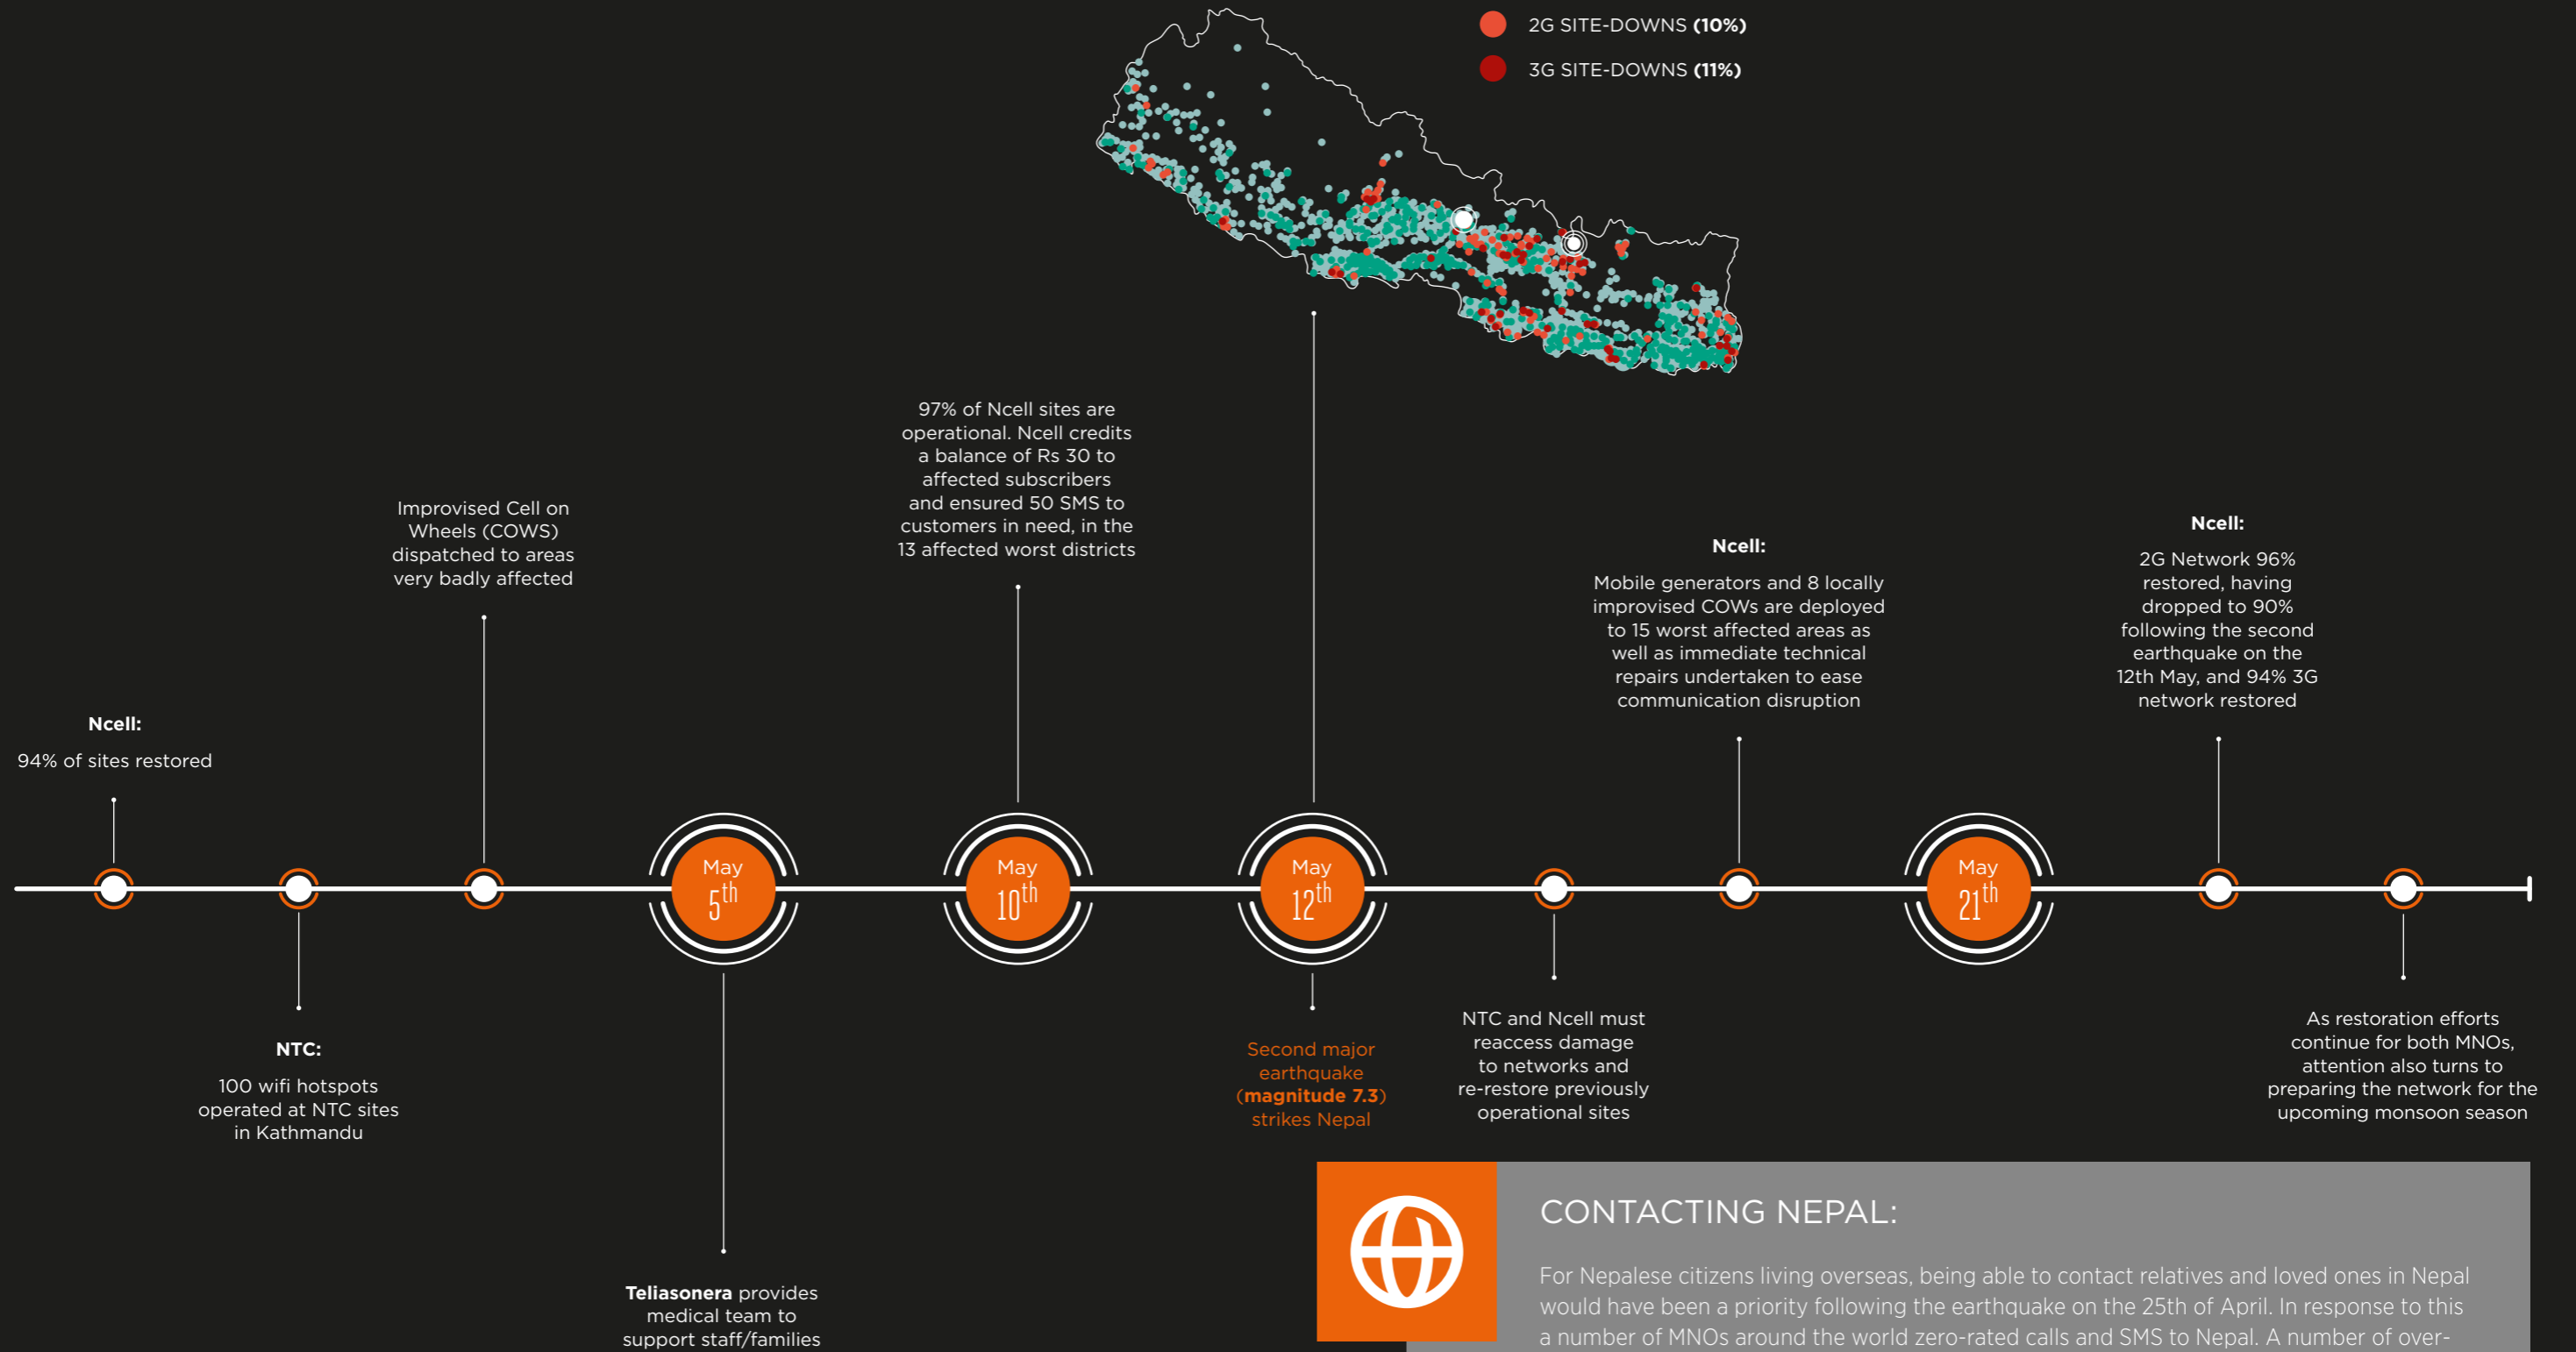 2G SITE-DOWNS (10%)
3G SITE-DOWNS (11%)
Ncell:
94% of sites restored
NTC:
100 wifi hotspots
operated at NTC sites
in Kathmandu
Improvised Cell on
Wheels (COWS)
dispatched to areas
very badly affected
May
5th
Teliasonera provides
medical team to
support staff/families
97% of Ncell sites are
operational. Ncell credits
a balance of Rs 30 to
affected subscribers
and ensured 50 SMS to
customers in need, in the
13 affected worst districts
May
10th
May
12th
Second major
earthquake
(magnitude 7.3)
strikes Nepal
NTC and Ncell must
reaccess damage
to networks and
re-restore previously
operational sites
Ncell:
Mobile generators and 8 locally
improvised COWs are deployed
to 15 worst affected areas as
well as immediate technical
repairs undertaken to ease
communication disruption
May
21th
Ncell:
2G Network 96%
restored, having
dropped to 90%
following the second
earthquake on the
12th May, and 94% 3G
network restored
As restoration efforts
continue for both MNOs,
attention also turns to
preparing the network for the
upcoming monsoon season
CONTACTING NEPAL:
For Nepalese citizens living overseas, being able to contact relatives and loved ones in Nepal
would have been a priority following the earthquake on the 25th of April. In response to this
a number of MNOs around the world zero-rated calls and SMS to Nepal. A number of over-